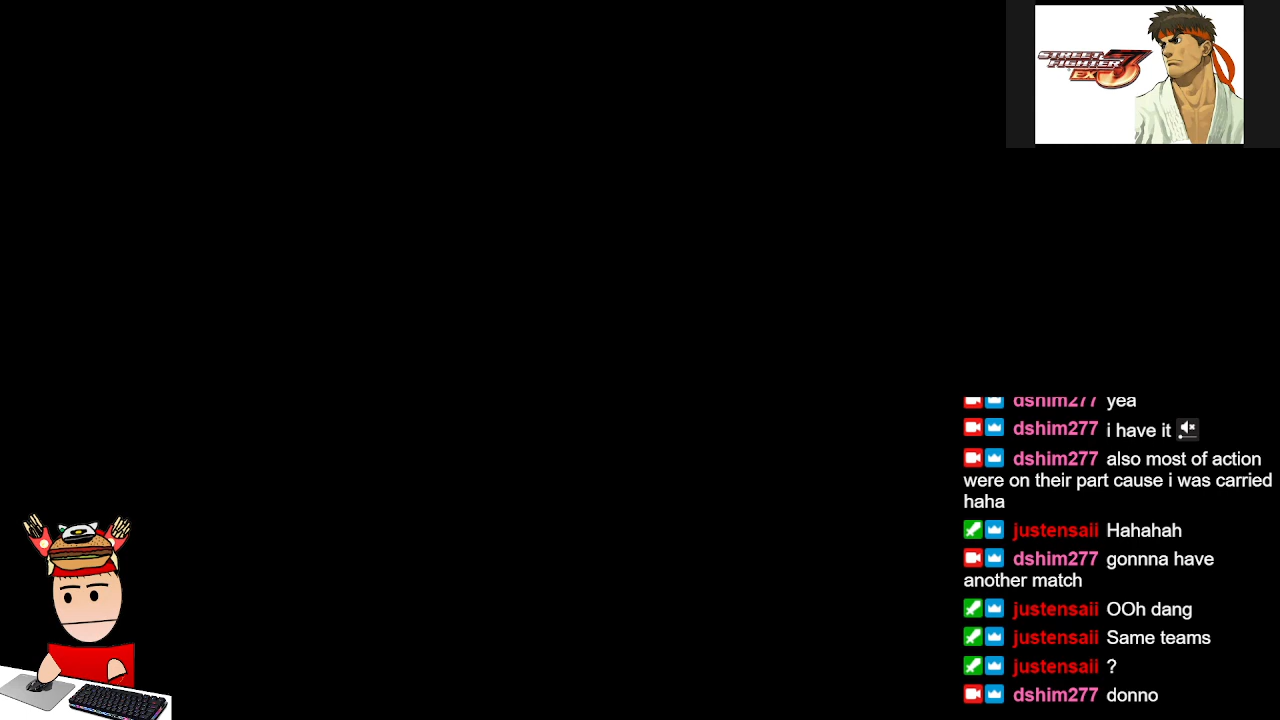 STREET
FIGHTER
EX3
dshim277 yea
dshim277 i have it
dshim277 also most of action
were on their part cause i was carried
haha
justensaii Hahahah
dshim277 gonnna have
another match
justensaii OOh dang
justensaii Same teams
justensaii ?
dshim277 donno